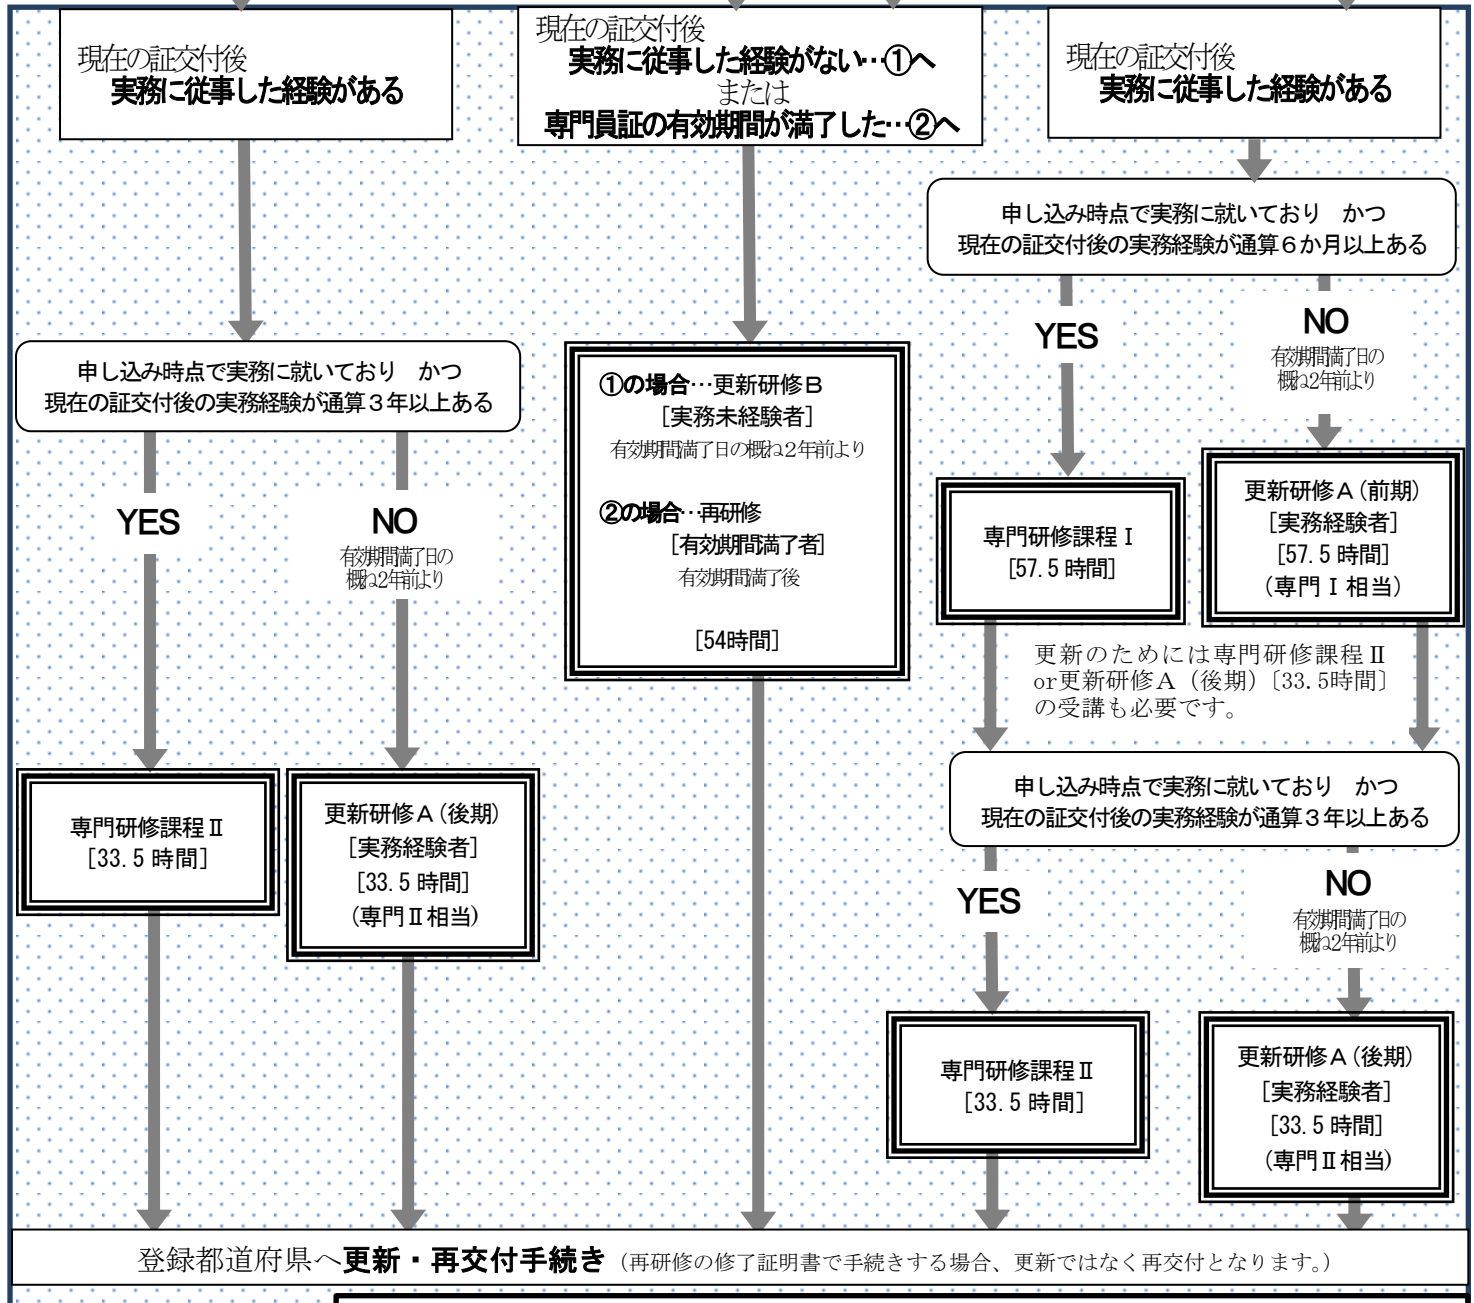 現在の証交付後
実務に従事した経験がある
現在の証交付後
実務に従事した経験がない…①へ
または
専門員証の有効期間が満了した…②へ
現在の証交付後
実務に従事した経験がある
申し込み時点で実務に就いており　かつ
現在の証交付後の実務経験が通算６か月以上ある
YES
NO
有効期間満了日の
概ね2年前より
申し込み時点で実務に就いており　かつ
現在の証交付後の実務経験が通算３年以上ある
YES
NO
有効期間満了日の
概ね2年前より
①の場合…更新研修Ｂ
[実務未経験者]
有効期間満了日の概ね２年前より
②の場合…再研修
[有効期間満了者]
有効期間満了後
[54時間]
専門研修課程Ⅰ
[57.5 時間]
更新研修Ａ(前期)
[実務経験者]
[57.5 時間]
(専門Ⅰ相当)
更新のためには専門研修課程Ⅱ
or更新研修Ａ（後期）〔33.5時間〕
の受講も必要です。
申し込み時点で実務に就いており　かつ
現在の証交付後の実務経験が通算３年以上ある
専門研修課程Ⅱ
[33.5 時間]
更新研修Ａ(後期)
[実務経験者]
[33.5 時間]
(専門Ⅱ相当)
YES
NO
有効期間満了日の
概ね2年前より
専門研修課程Ⅱ
[33.5 時間]
更新研修Ａ(後期)
[実務経験者]
[33.5 時間]
(専門Ⅱ相当)
登録都道府県へ更新・再交付手続き（再研修の修了証明書で手続きする場合、更新ではなく再交付となります。）